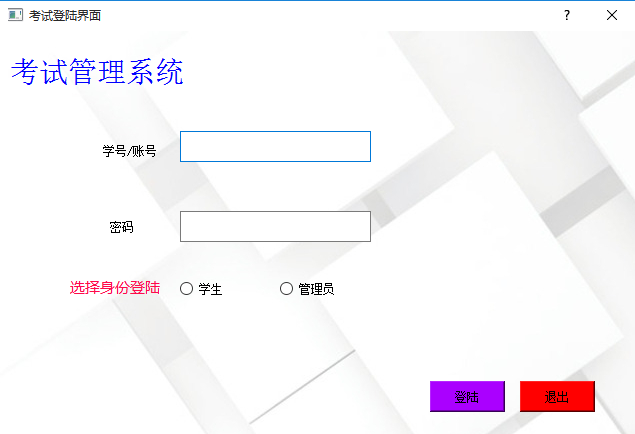 考试登陆界面
考试管理系统
学号/账号
密码
选择身份登陆 学生 管理员
登陆 退出